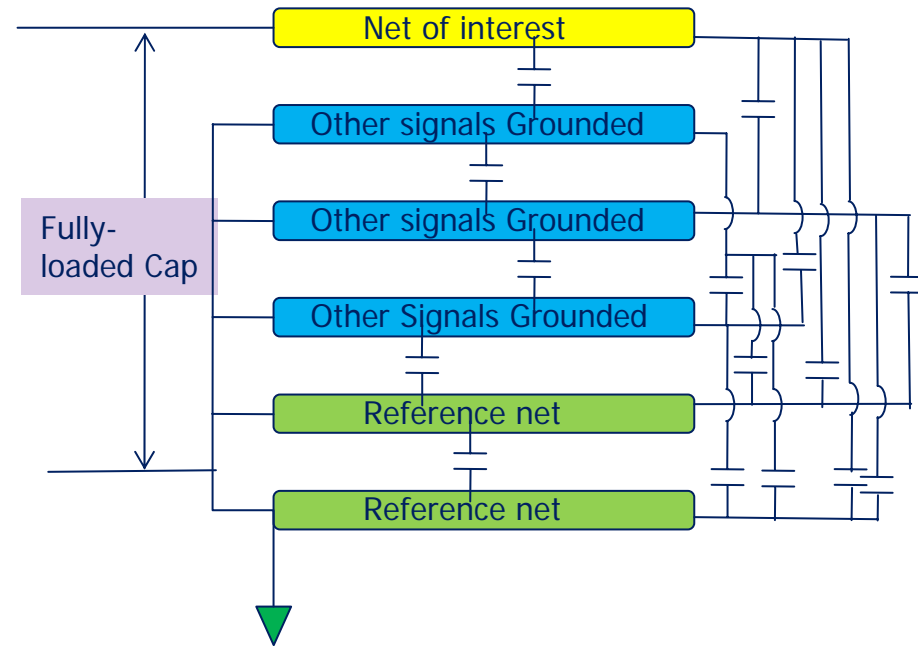 Net of interest
Other signals Grounded
Other signals Grounded
Fully-
loaded Cap
Other Signals Grounded
Reference net
Reference net